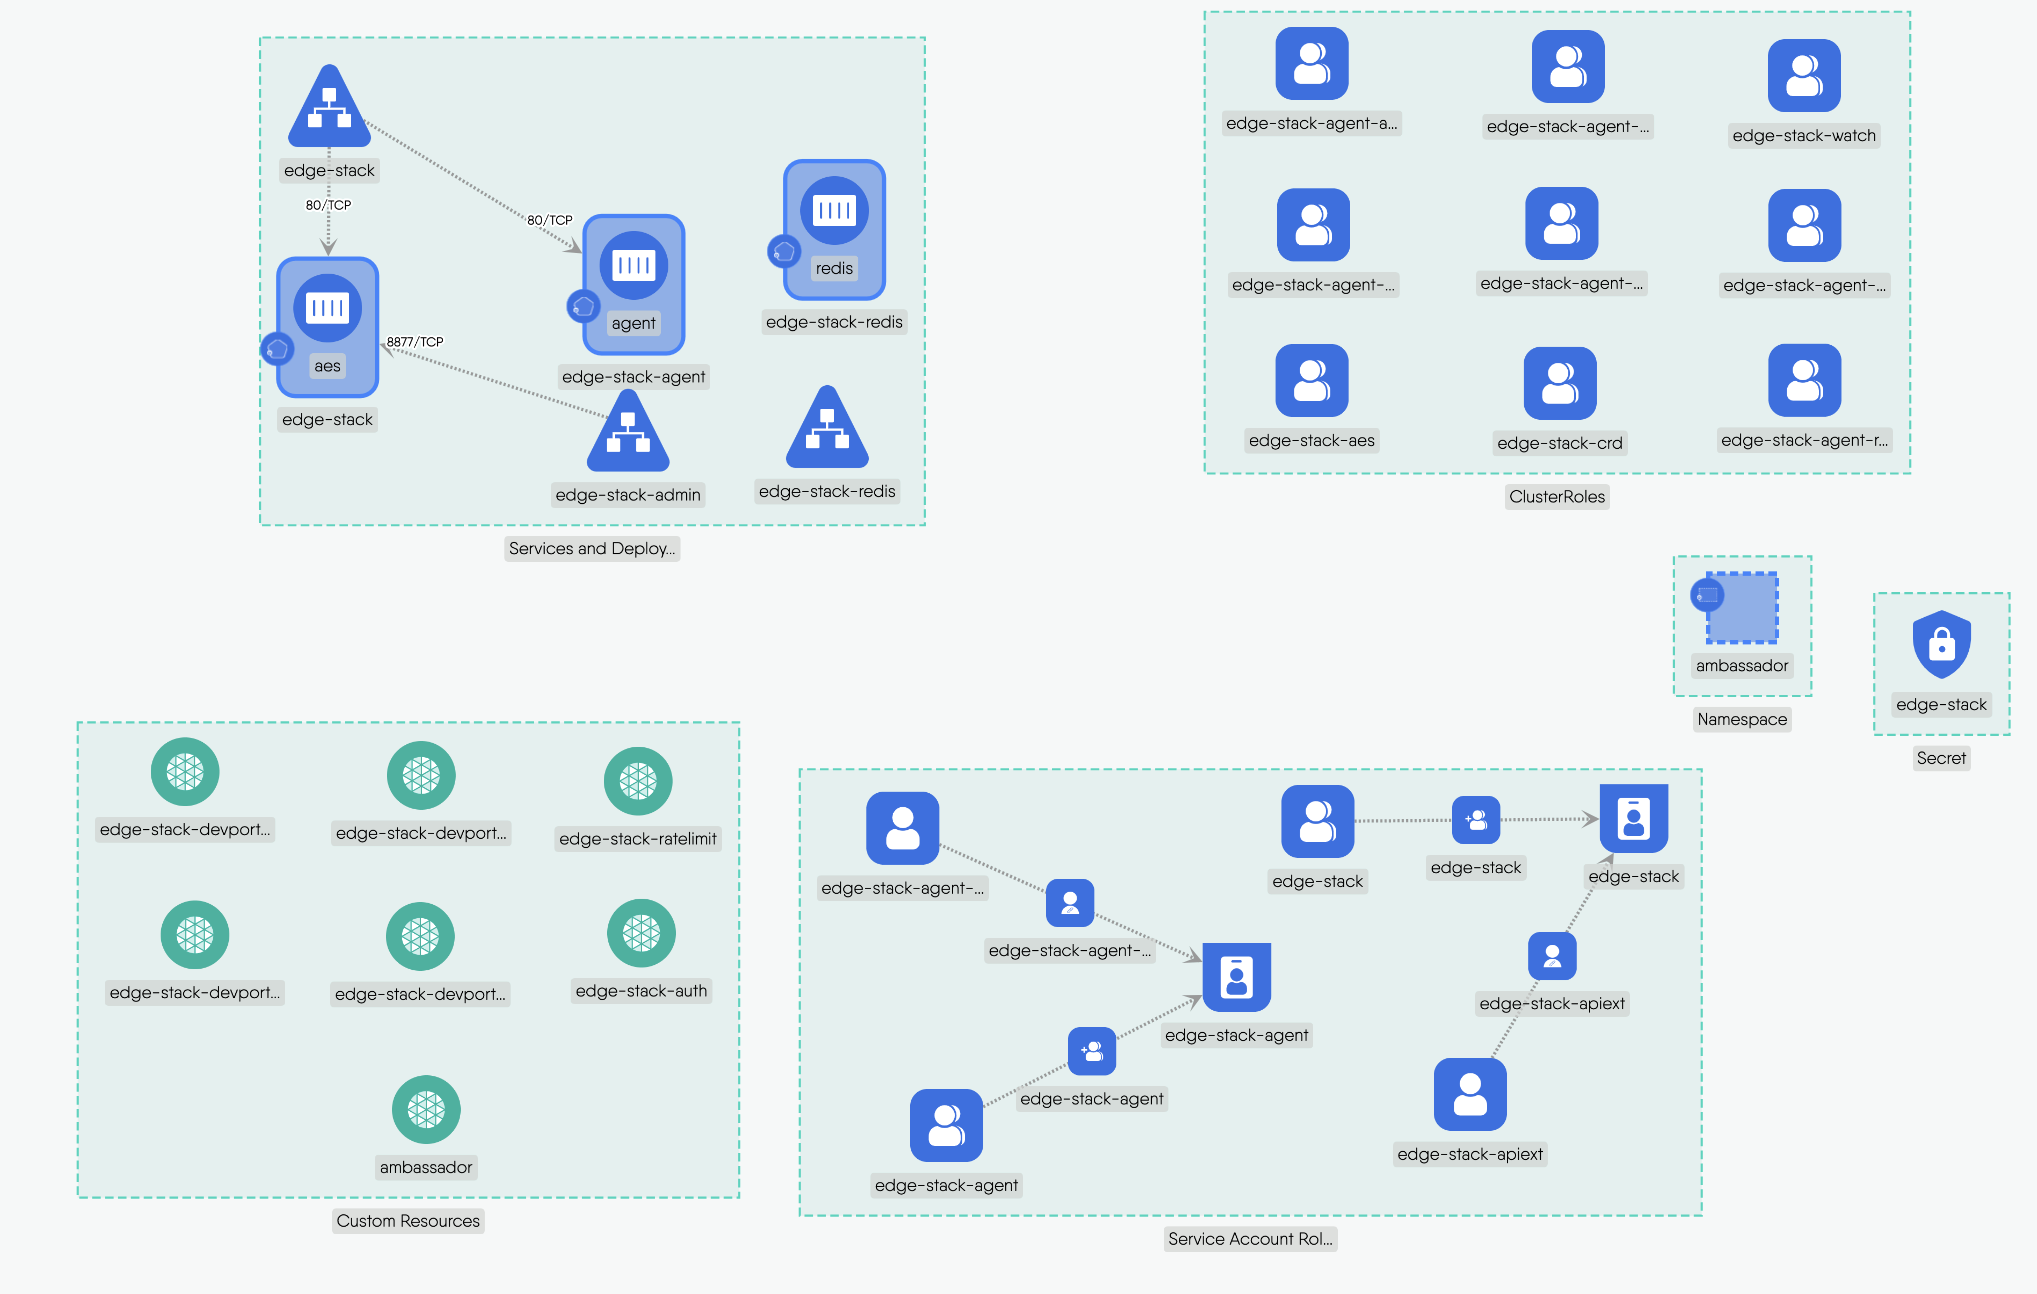 edge-stack
80/TCP
80/TCP
redis
edge-stack-redis
agent
edge-stack-agent
8877/TCP
aes
edge-stack
edge-stack-admin
edge-stack-redis
Services and Deploy...
edge-stack-agent-a...
edge-stack-agent-...
edge-stack-watch
edge-stack-agent-...
edge-stack-agent-...
edge-stack-agent-...
edge-stack-aes
edge-stack-crd
edge-stack-agent-r...
ClusterRoles
ambassador
Namespace
edge-stack
Secret
edge-stack-devport...
edge-stack-devport...
edge-stack-ratelimit
edge-stack-devport...
edge-stack-devport...
edge-stack-auth
ambassador
Custom Resources
edge-stack-agent-...
edge-stack
edge-stack
edge-stack
edge-stack-agent-...
edge-stack-apiext
edge-stack-agent
edge-stack-agent
edge-stack-apiext
edge-stack-agent
Service Account Rol...